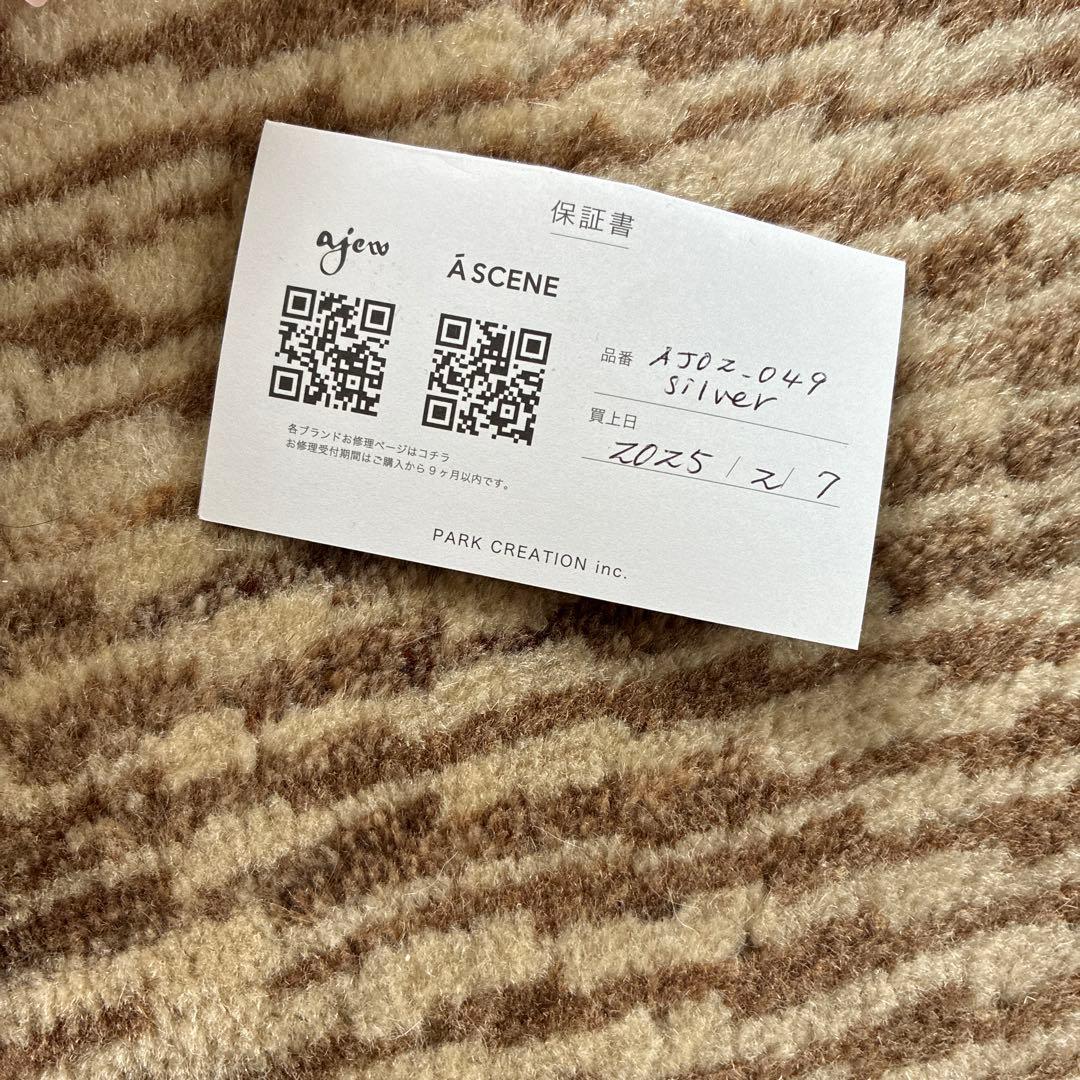 保証書
ajew
ÁSCENE
品番 AJ02-049
silver
買上日
2025/2/7
各ブランドお修理ページはコチラ
お修理受付期間はご購入から9ヶ月以内です。
PARK CREATION inc.